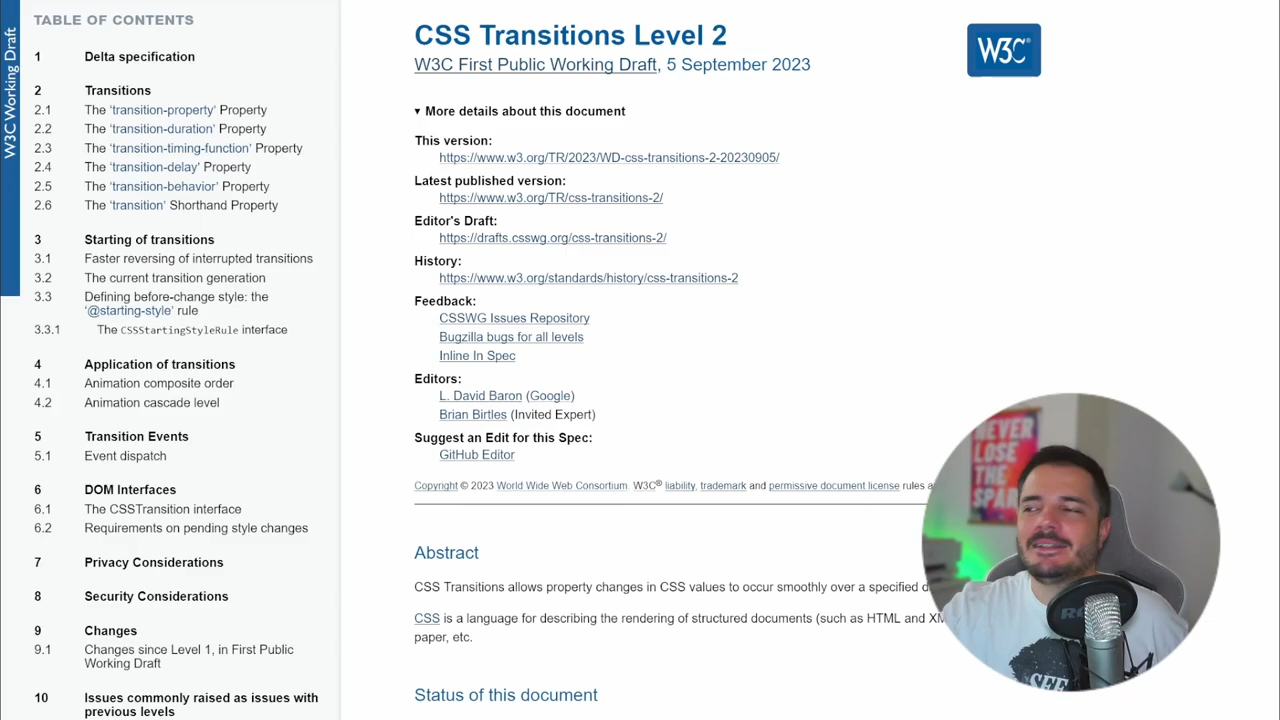 W3C Working Draft
TABLE OF CONTENTS
1 Delta specification
2 Transitions
2.1 The ‘transition-property’ Property
2.2 The ‘transition-duration’ Property
2.3 The ‘transition-timing-function’ Property
2.4 The ‘transition-delay’ Property
2.5 The ‘transition-behavior’ Property
2.6 The ‘transition’ Shorthand Property
3 Starting of transitions
3.1 Faster reversing of interrupted transitions
3.2 The current transition generation
3.3 Defining before-change style: the
‘@starting-style’ rule
3.3.1 The CSSStartingStyleRule interface
4 Application of transitions
4.1 Animation composite order
4.2 Animation cascade level
5 Transition Events
5.1 Event dispatch
6 DOM Interfaces
6.1 The CSSTransition interface
6.2 Requirements on pending style changes
7 Privacy Considerations
8 Security Considerations
9 Changes
9.1 Changes since Level 1, in First Public
Working Draft
10 Issues commonly raised as issues with
previous levels
CSS Transitions Level 2
W3C First Public Working Draft, 5 September 2023
W3C®
▾ More details about this document
This version:
https://www.w3.org/TR/2023/WD-css-transitions-2-20230905/
Latest published version:
https://www.w3.org/TR/css-transitions-2/
Editor's Draft:
https://drafts.csswg.org/css-transitions-2/
History:
https://www.w3.org/standards/history/css-transitions-2
Feedback:
CSSWG Issues Repository
Bugzilla bugs for all levels
Inline In Spec
Editors:
L. David Baron (Google)
Brian Birtles (Invited Expert)
Suggest an Edit for this Spec:
GitHub Editor
Copyright © 2023 World Wide Web Consortium. W3C® liability, trademark and permissive document license rules
Abstract
CSS Transitions allows property changes in CSS values to occur smoothly over a specified
CSS is a language for describing the rendering of structured documents (such as HTML and
paper, etc.
Status of this document
NEVER
LOSE
THE
SEE